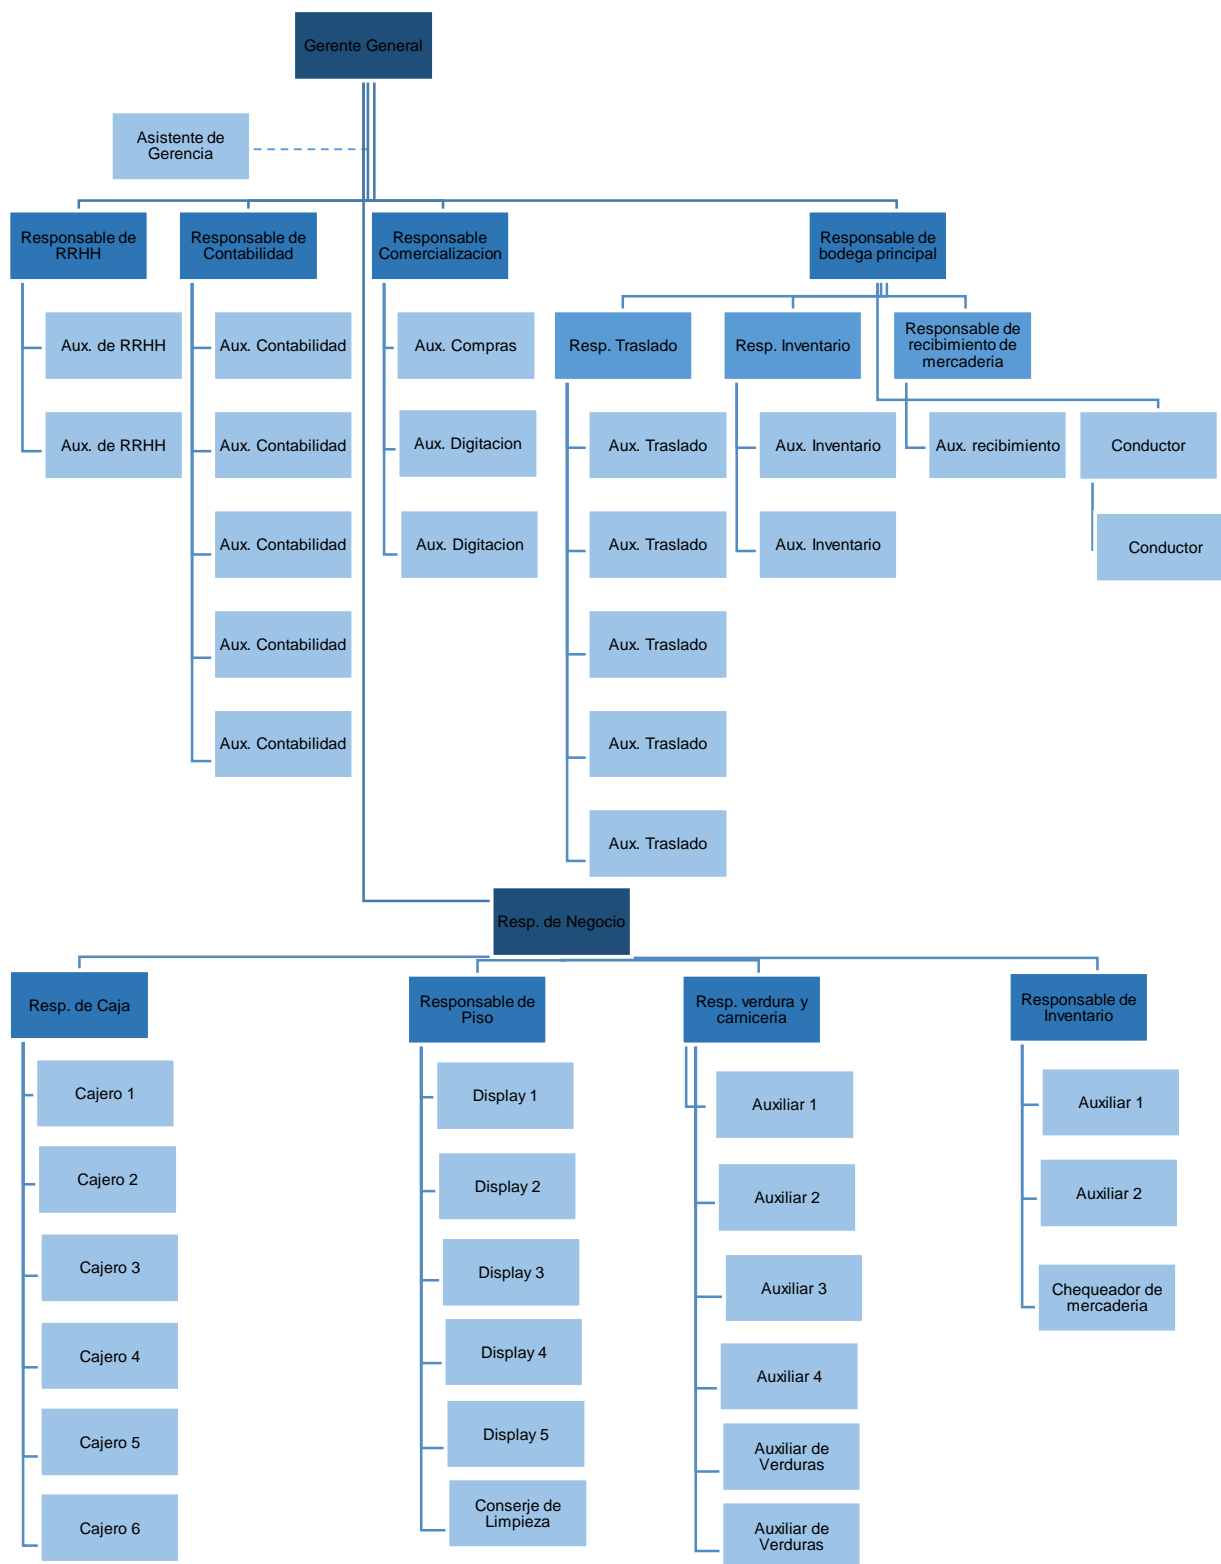 Gerente General
Asistente de
Gerencia
Responsable de
RRHH
Responsable de
Contabilidad
Responsable
Comercializacion
Responsable de
bodega principal
Aux. de RRHH
Aux. Contabilidad
Aux. Compras
Resp. Traslado
Resp. Inventario
Responsable de
recibimiento de
mercaderia
Aux. de RRHH
Aux. Contabilidad
Aux. Digitacion
Aux. Traslado
Aux. Inventario
Aux. recibimiento
Conductor
Aux. Contabilidad
Aux. Digitacion
Aux. Traslado
Aux. Inventario
Conductor
Aux. Contabilidad
Aux. Traslado
Aux. Contabilidad
Aux. Traslado
Aux. Traslado
Resp. de Negocio
Resp. de Caja
Responsable de
Piso
Resp. verdura y
carniceria
Responsable de
Inventario
Cajero 1
Display 1
Auxiliar 1
Auxiliar 1
Cajero 2
Display 2
Auxiliar 2
Auxiliar 2
Cajero 3
Display 3
Auxiliar 3
Chequeador de
mercaderia
Cajero 4
Display 4
Auxiliar 4
Cajero 5
Display 5
Auxiliar de
Verduras
Cajero 6
Conserje de
Limpieza
Auxiliar de
Verduras